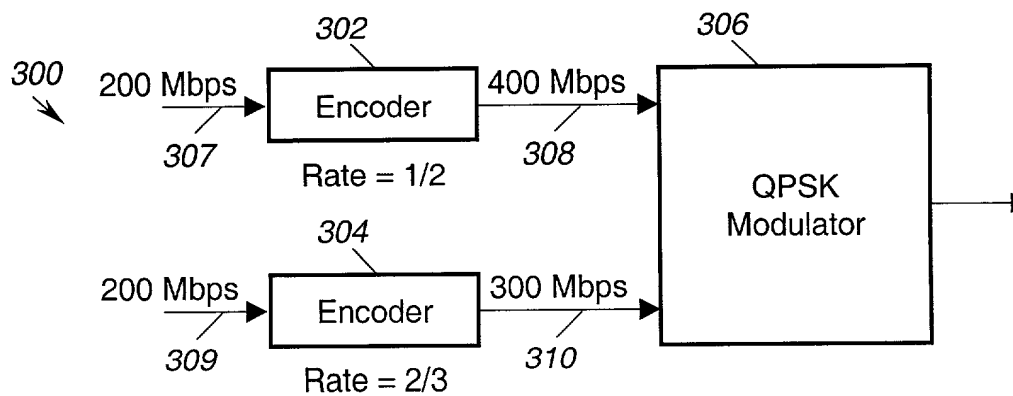 302
306
300
200 Mbps
Encoder
400 Mbps
307
308
Rate = 1/2
QPSK
Modulator
304
200 Mbps
Encoder
300 Mbps
309
310
Rate = 2/3